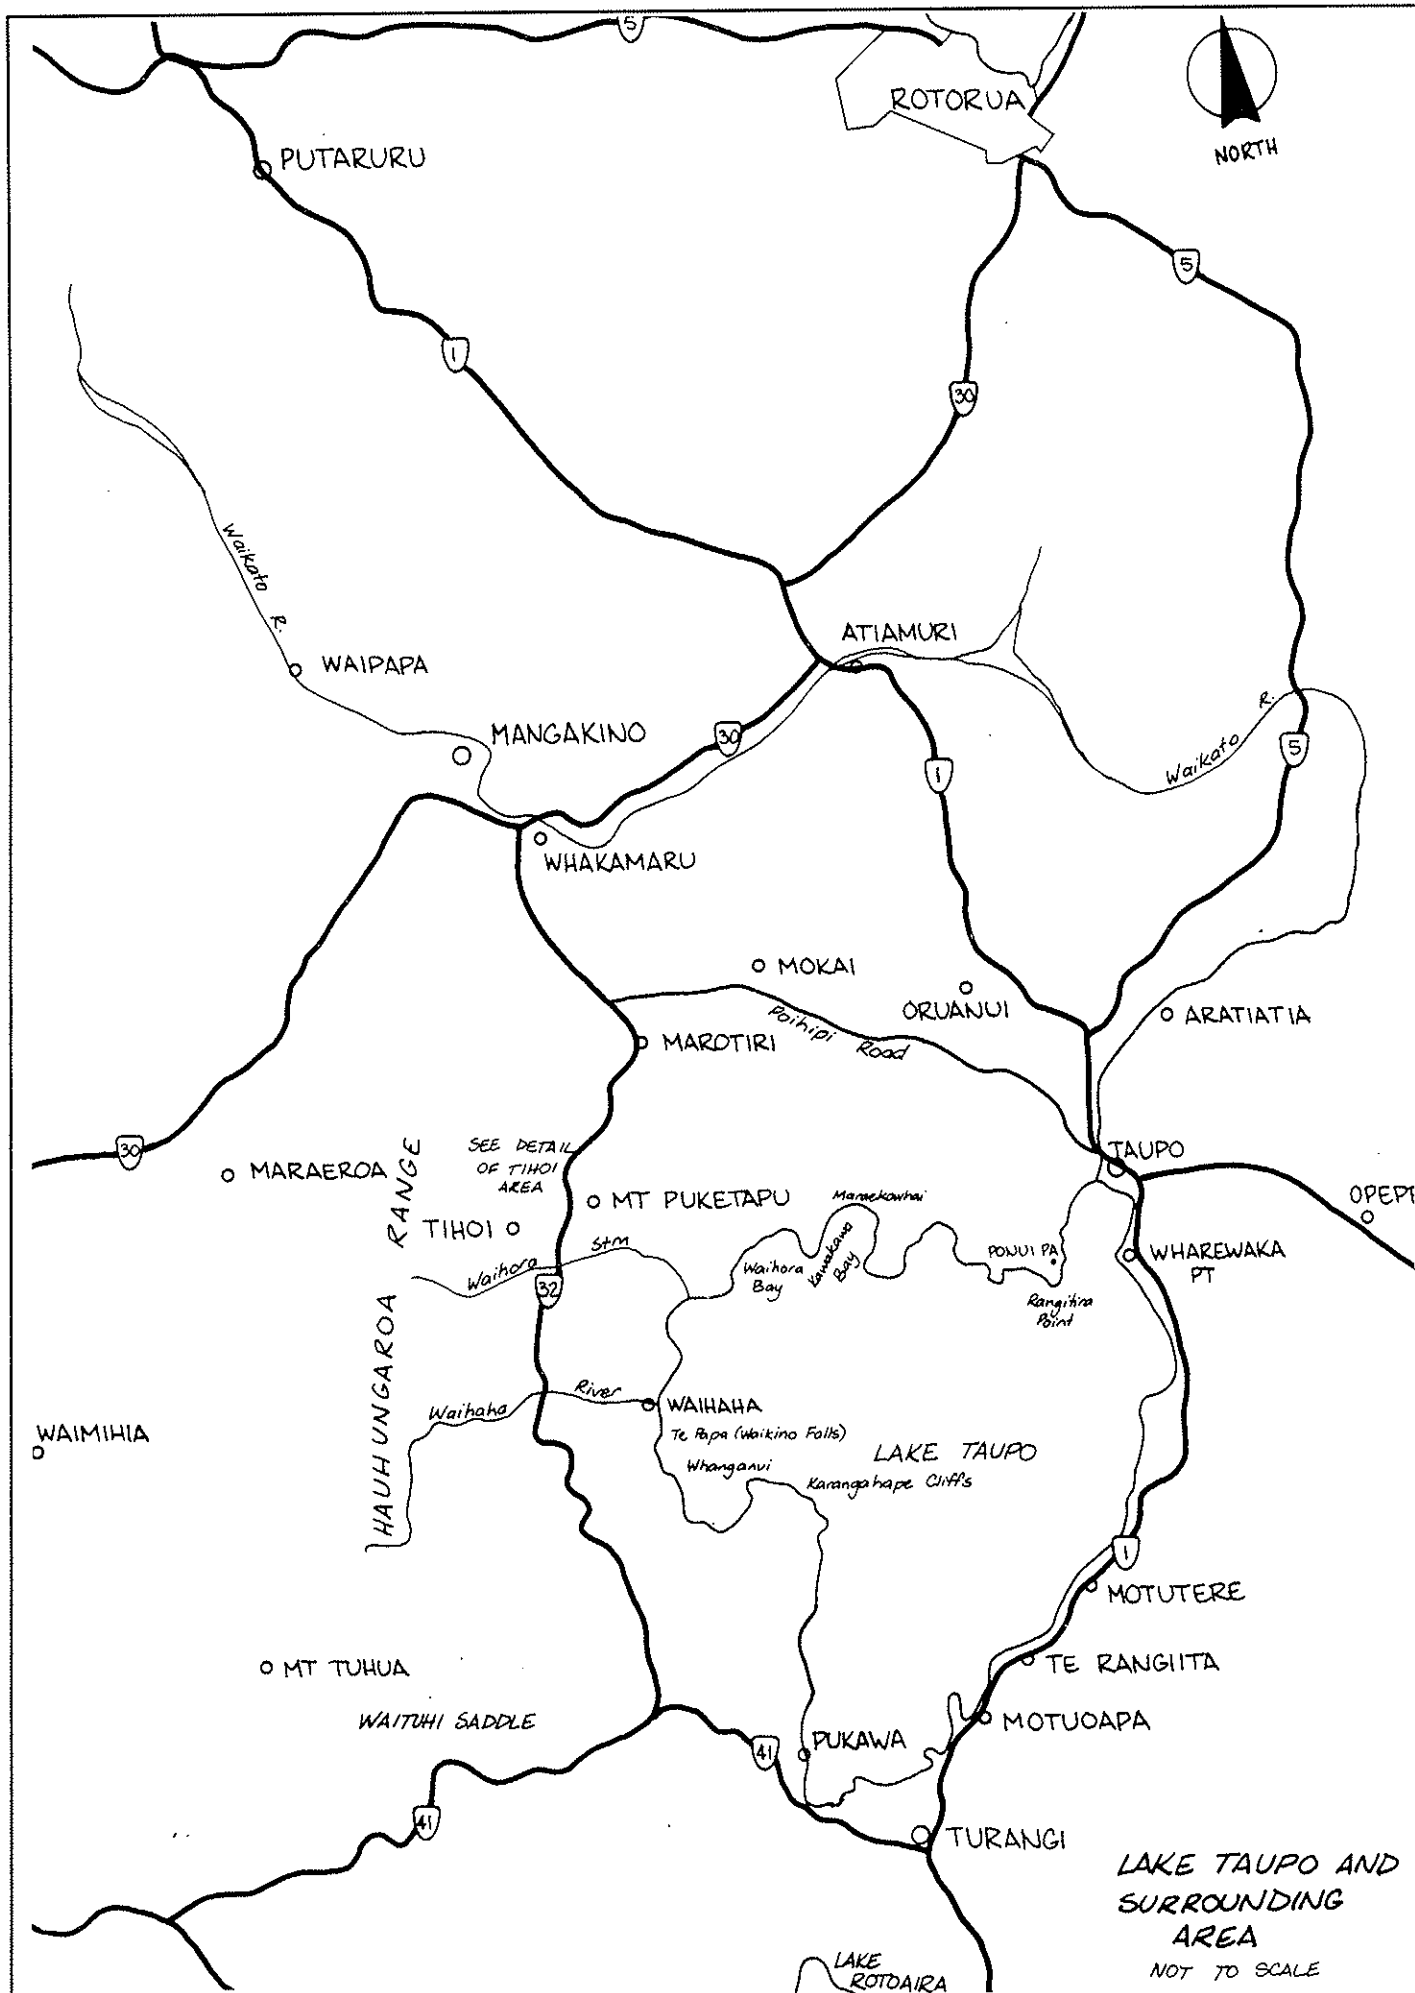 5
ROTORUA
NORTH
PUTARURU
5
1
30
Waikato R.
ATIAMURI
WAIPAPA
R.
MANGAKINO
30
5
Waikato
1
WHAKAMARU
MOKAI
ORUANUI
ARATIATIA
Poihipi Road
MAROTIRI
30
SEE DETAIL
OF TIHOI
AREA
TAUPO
MARAEROA
OPEPE
MT PUKETAPU
Maraekowhai
HAUHUNGAROA RANGE
TIHOI
Waihora Stm
Waihora
Bay
Kawakawa
Bay
PONUI PA
WHAREWAKA
PT
32
Rangitira
Point
Waihaha River
WAIHAHA
Te Papa (Waikino Falls)
WAIMIHIA
LAKE TAUPO
Whanganui
Karangahape Cliffs
1
MOTUTERE
MT TUHUA
TE RANGIITA
WAITUHI SADDLE
MOTUOAPA
41
PUKAWA
41
TURANGI
LAKE TAUPO AND
SURROUNDING
AREA
NOT TO SCALE
LAKE
ROTOAIRA